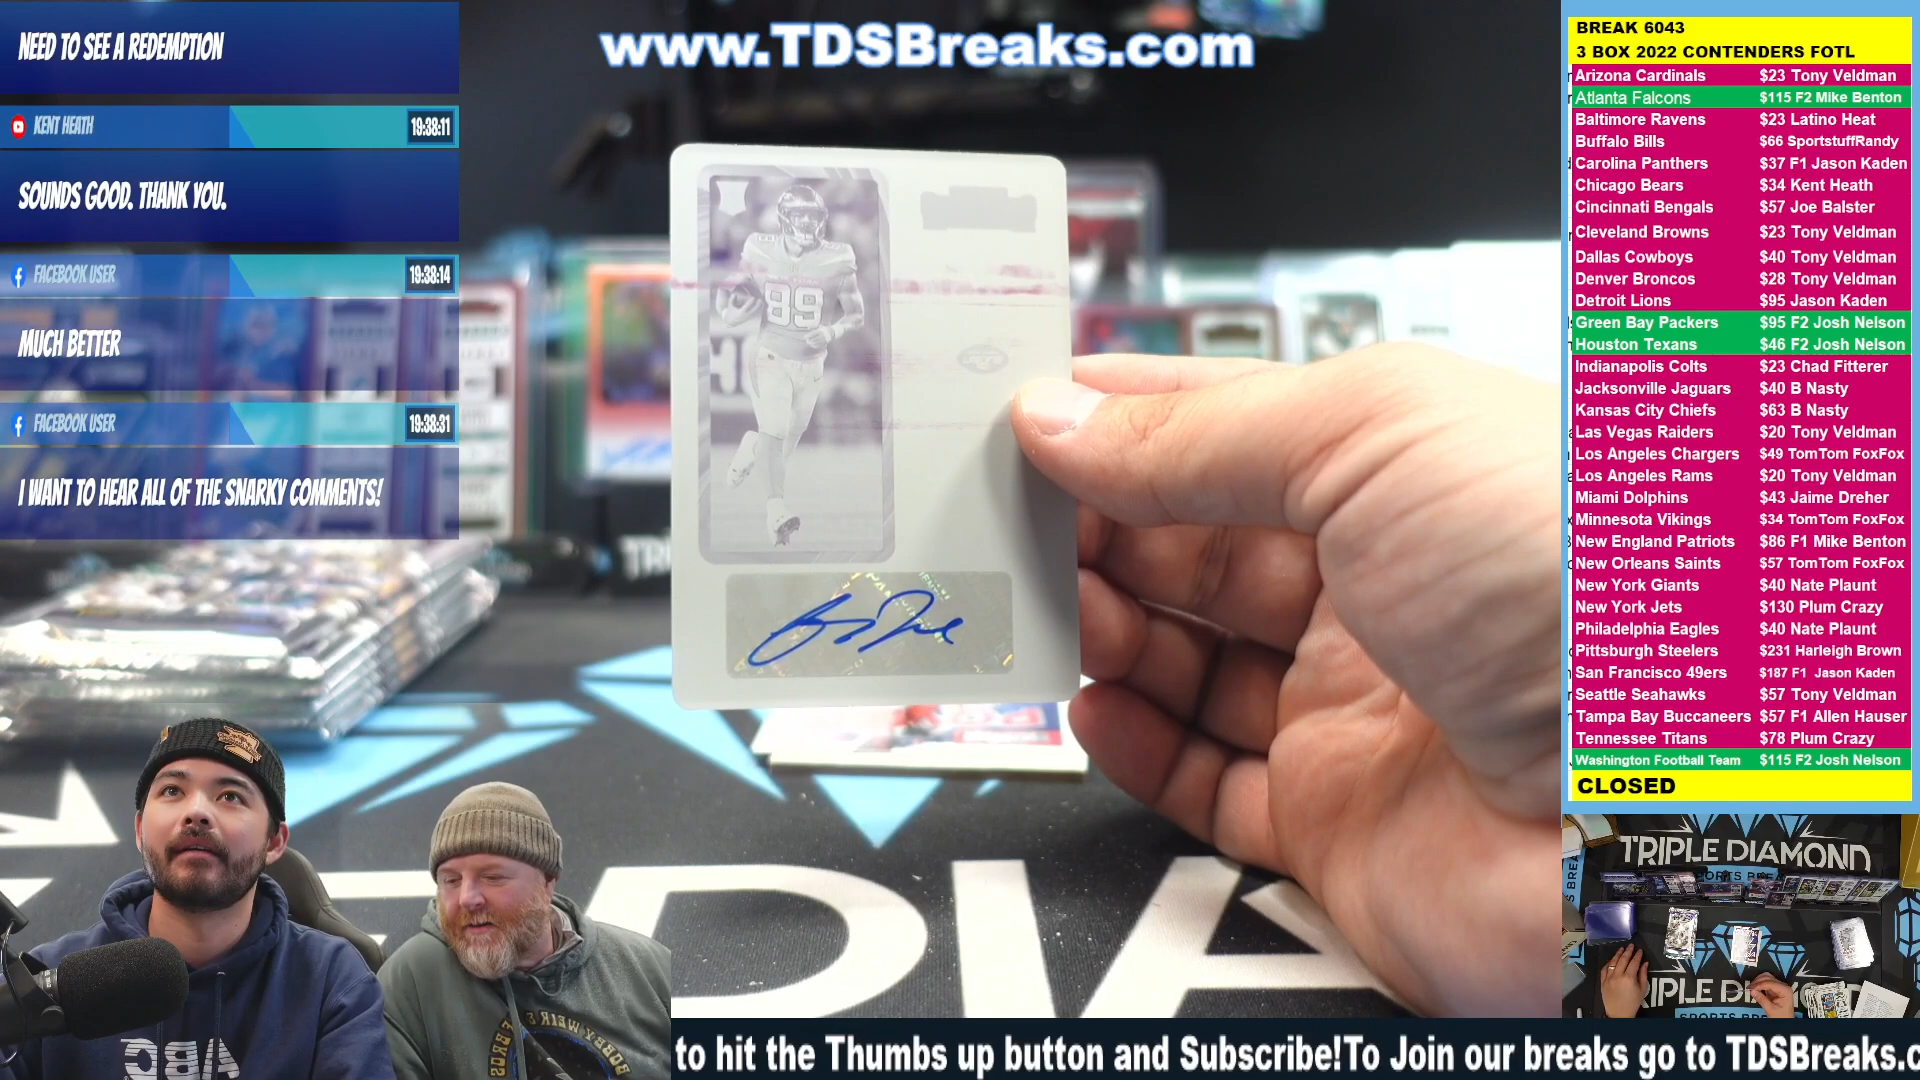 NEED TO SEE A REDEMPTION
KENT HEATH 19:38:11
SOUNDS GOOD. THANK YOU.
FACEBOOK USER 19:38:14
MUCH BETTER
FACEBOOK USER 19:38:31
I WANT TO HEAR ALL OF THE SNARKY COMMENTS!
www.TDSBreaks.com
89
BREAK 6043
3 BOX 2022 CONTENDERS FOTL
Arizona Cardinals $23 Tony Veldman
Atlanta Falcons $115 F2 Mike Benton
Baltimore Ravens $23 Latino Heat
Buffalo Bills $66 SportstuffRandy
Carolina Panthers $37 F1 Jason Kaden
Chicago Bears $34 Kent Heath
Cincinnati Bengals $57 Joe Balster
Cleveland Browns $23 Tony Veldman
Dallas Cowboys $40 Tony Veldman
Denver Broncos $28 Tony Veldman
Detroit Lions $95 Jason Kaden
Green Bay Packers $95 F2 Josh Nelson
Houston Texans $46 F2 Josh Nelson
Indianapolis Colts $23 Chad Fitterer
Jacksonville Jaguars $40 B Nasty
Kansas City Chiefs $63 B Nasty
Las Vegas Raiders $20 Tony Veldman
Los Angeles Chargers $49 TomTom FoxFox
Los Angeles Rams $20 Tony Veldman
Miami Dolphins $43 Jaime Dreher
Minnesota Vikings $34 TomTom FoxFox
New England Patriots $86 F1 Mike Benton
New Orleans Saints $57 TomTom FoxFox
New York Giants $40 Nate Plaunt
New York Jets $130 Plum Crazy
Philadelphia Eagles $40 Nate Plaunt
Pittsburgh Steelers $231 Harleigh Brown
San Francisco 49ers $187 F1 Jason Kaden
Seattle Seahawks $57 Tony Veldman
Tampa Bay Buccaneers $57 F1 Allen Hauser
Tennessee Titans $78 Plum Crazy
Washington Football Team $115 F2 Josh Nelson
CLOSED
TRIPLE DIAMOND
TRIPLE DIAMOND
to hit the Thumbs up button and Subscribe!To Join our breaks go to TDSBreaks.c